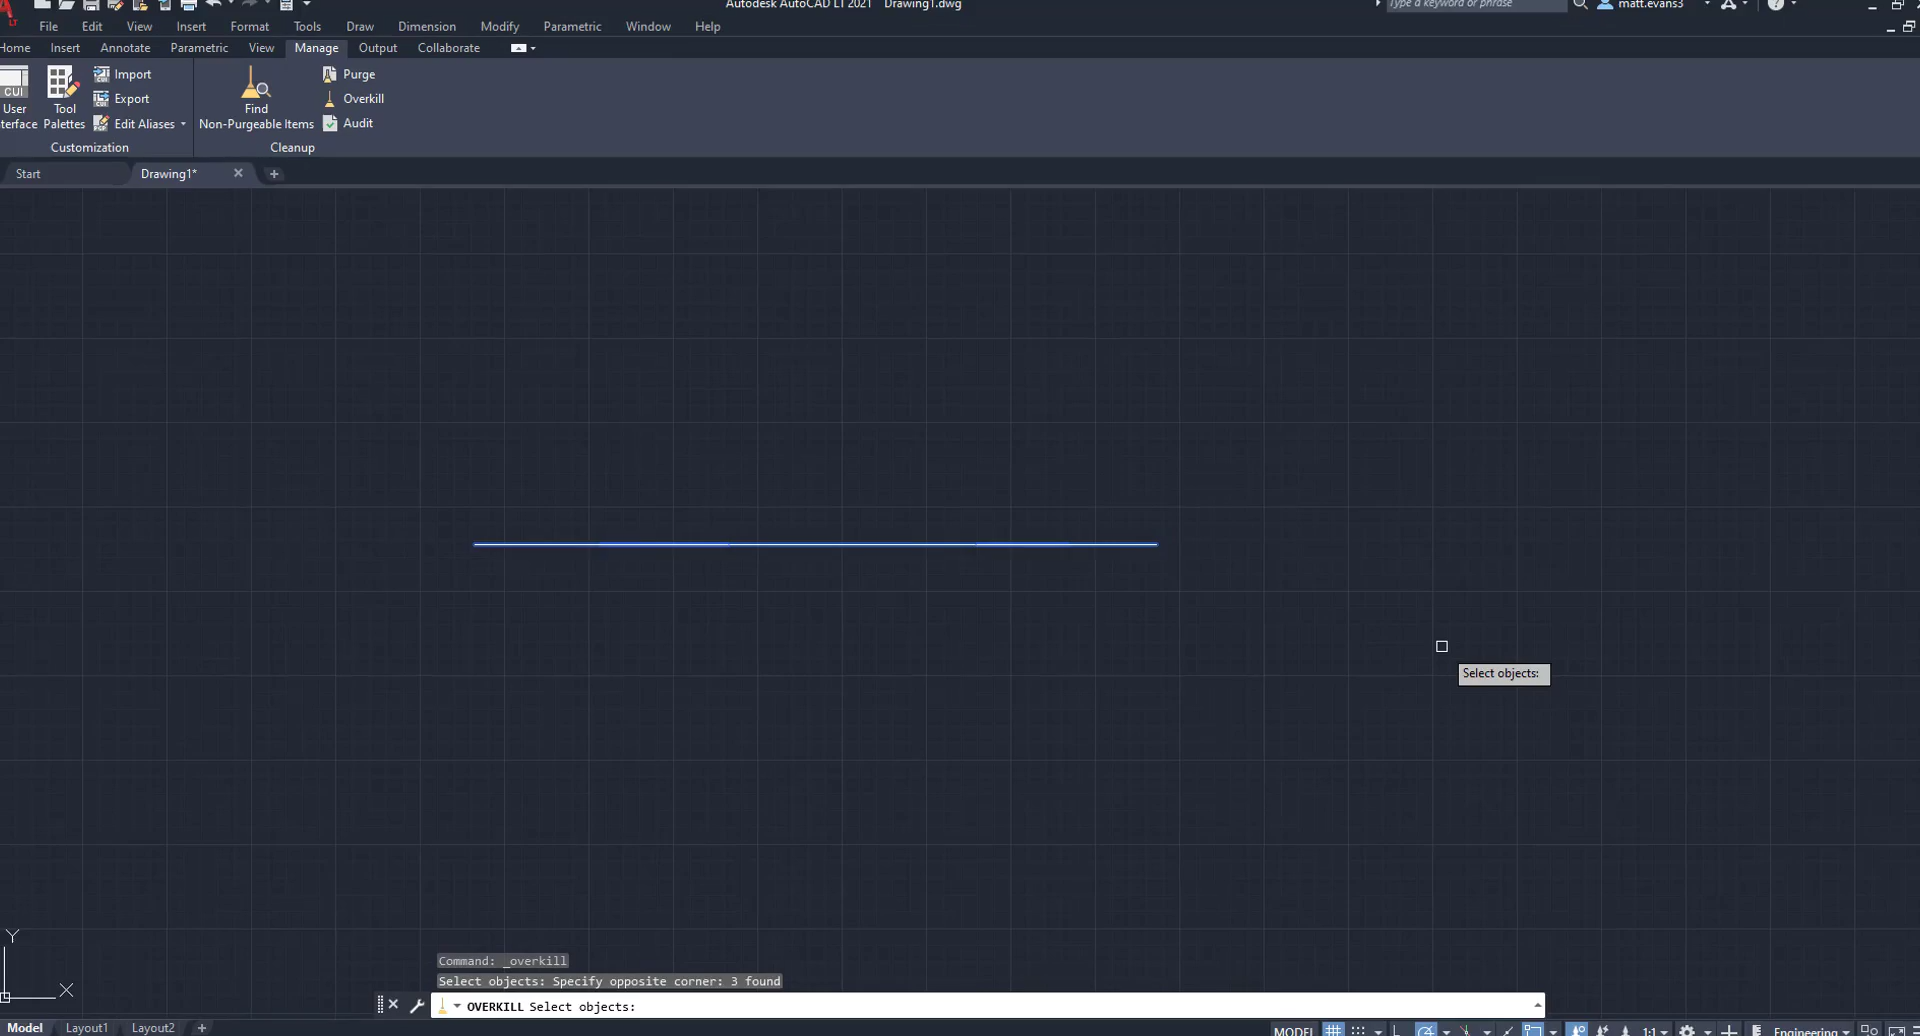 LT
Autodesk AutoCAD LT 2021 Drawing1.dwg
Type a keyword or phrase
matt.evans3
File Edit View Insert Format Tools Draw Dimension Modify Parametric Window Help
Home Insert Annotate Parametric View Manage Output Collaborate
CUI
User
terface
Tool
Palettes
Import
Export
Edit Aliases
Customization
Find
Non-Purgeable Items
Purge
Overkill
Audit
Cleanup
Start Drawing1*
Select objects:
Y
X
Command: _overkill
Select objects: Specify opposite corner: 3 found
OVERKILL Select objects:
Model Layout1 Layout2
MODEL 1:1 Engineering